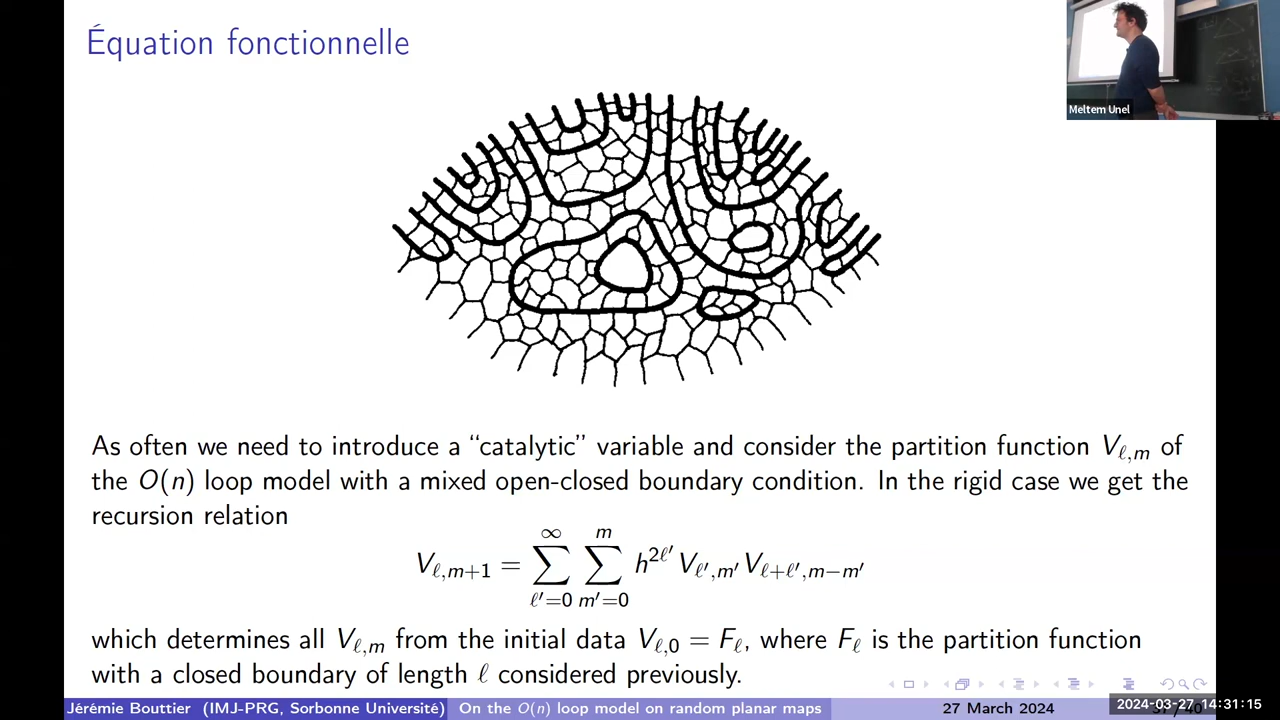 Équation fonctionnelle
Meltem Unel
As often we need to introduce a “catalytic” variable and consider the partition function V_{ℓ,m} of
the O(n) loop model with a mixed open-closed boundary condition. In the rigid case we get the
recursion relation
V_{ℓ,m+1} = \sum_{ℓ′=0}^{∞} \sum_{m′=0}^{m} h^{2ℓ′} V_{ℓ′,m′} V_{ℓ+ℓ′,m−m′}
which determines all V_{ℓ,m} from the initial data V_{ℓ,0} = F_ℓ, where F_ℓ is the partition function
with a closed boundary of length ℓ considered previously.
Jérémie Bouttier (IMJ-PRG, Sorbonne Université) On the O(n) loop model on random planar maps 27 March 2024
2024-03-27 14:31:15